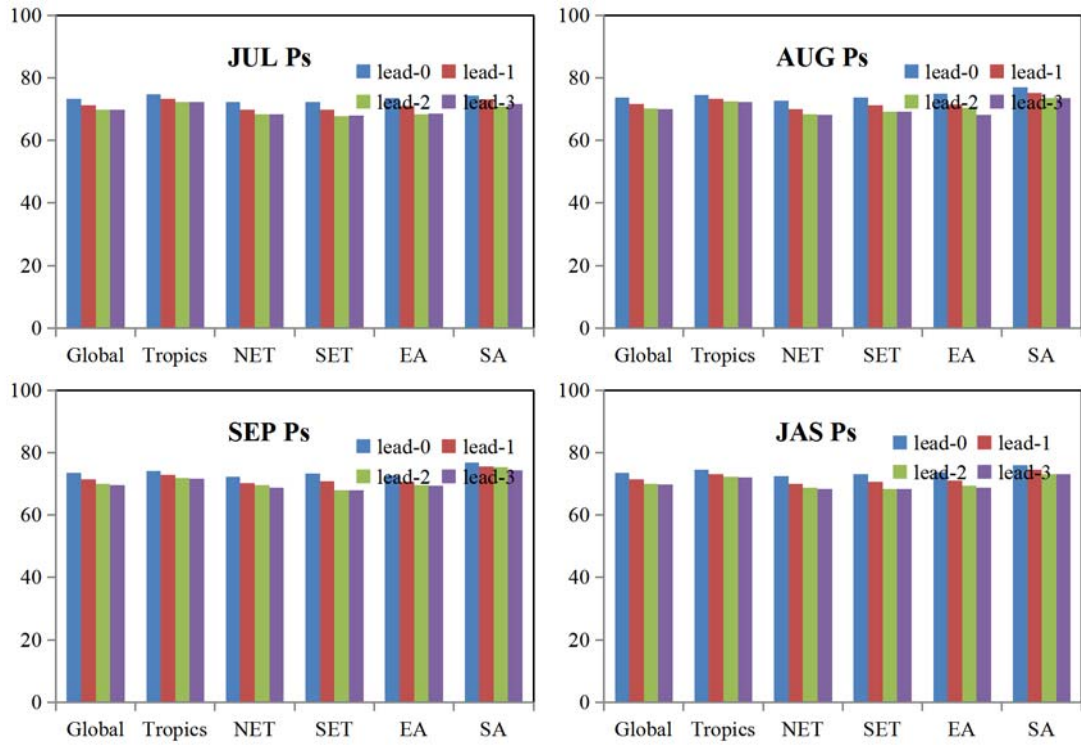 100
80
60
40
20
0
JUL Ps
lead-0 lead-1
lead-2 lead-3
Global Tropics NET SET EA SA
100
80
60
40
20
0
AUG Ps
lead-0 lead-1
lead-2 lead-3
Global Tropics NET SET EA SA
100
80
60
40
20
0
SEP Ps
lead-0 lead-1
lead-2 lead-3
Global Tropics NET SET EA SA
100
80
60
40
20
0
JAS Ps
lead-0 lead-1
lead-2 lead-3
Global Tropics NET SET EA SA